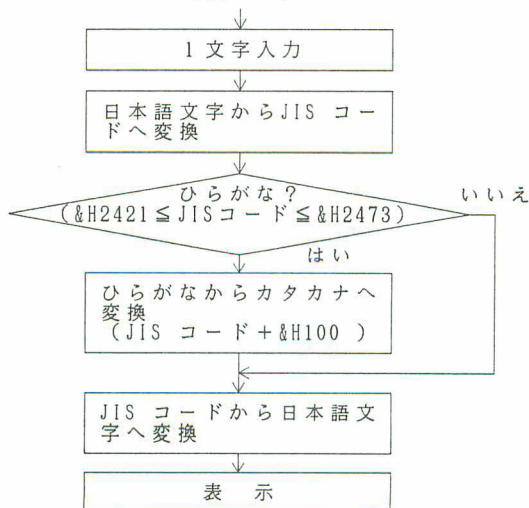 1 文字入力
日本語文字からJIS コー
ドへ変換
ひらがな?
(&H2421≦JISコード≦&H2473)
いいえ
はい
ひらがなからカタカナへ
変換
(JIS コード+&H100 )
JIS コードから日本語文
字へ変換
表 示